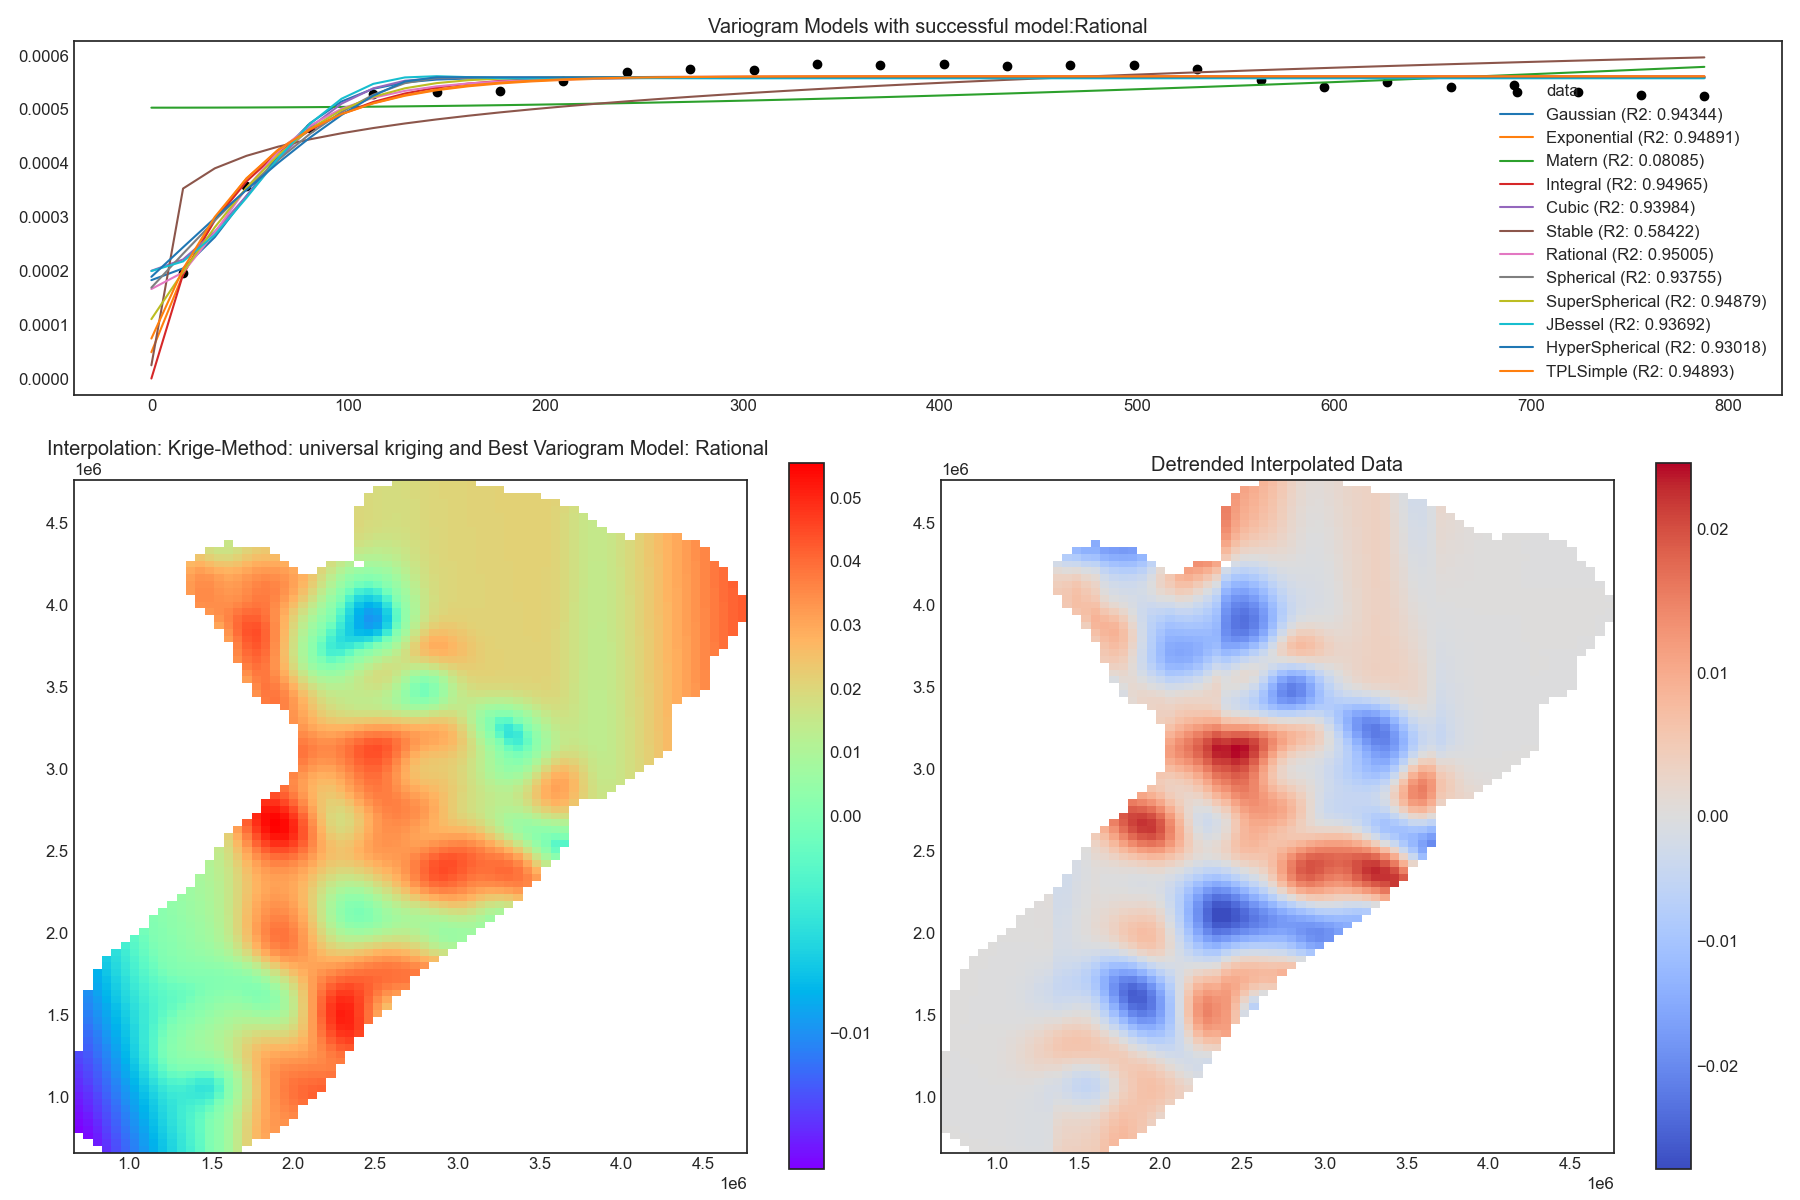 Variogram Models with successful model:Rational
0.0006
0.0005
0.0004
0.0003
0.0002
0.0001
0.0000
data
Gaussian (R2: 0.94344)
Exponential (R2: 0.94891)
Matern (R2: 0.08085)
Integral (R2: 0.94965)
Cubic (R2: 0.93984)
Stable (R2: 0.58422)
Rational (R2: 0.95005)
Spherical (R2: 0.93755)
SuperSpherical (R2: 0.94879)
JBessel (R2: 0.93692)
HyperSpherical (R2: 0.93018)
TPLSimple (R2: 0.94893)
0 100 200 300 400 500 600 700 800
Interpolation: Krige-Method: universal kriging and Best Variogram Model: Rational
1e6
4.5
4.0
3.5
3.0
2.5
2.0
1.5
1.0
1.0 1.5 2.0 2.5 3.0 3.5 4.0 4.5
1e6
0.05
0.04
0.03
0.02
0.01
0.00
−0.01
Detrended Interpolated Data
1e6
4.5
4.0
3.5
3.0
2.5
2.0
1.5
1.0
1.0 1.5 2.0 2.5 3.0 3.5 4.0 4.5
1e6
0.02
0.01
0.00
−0.01
−0.02